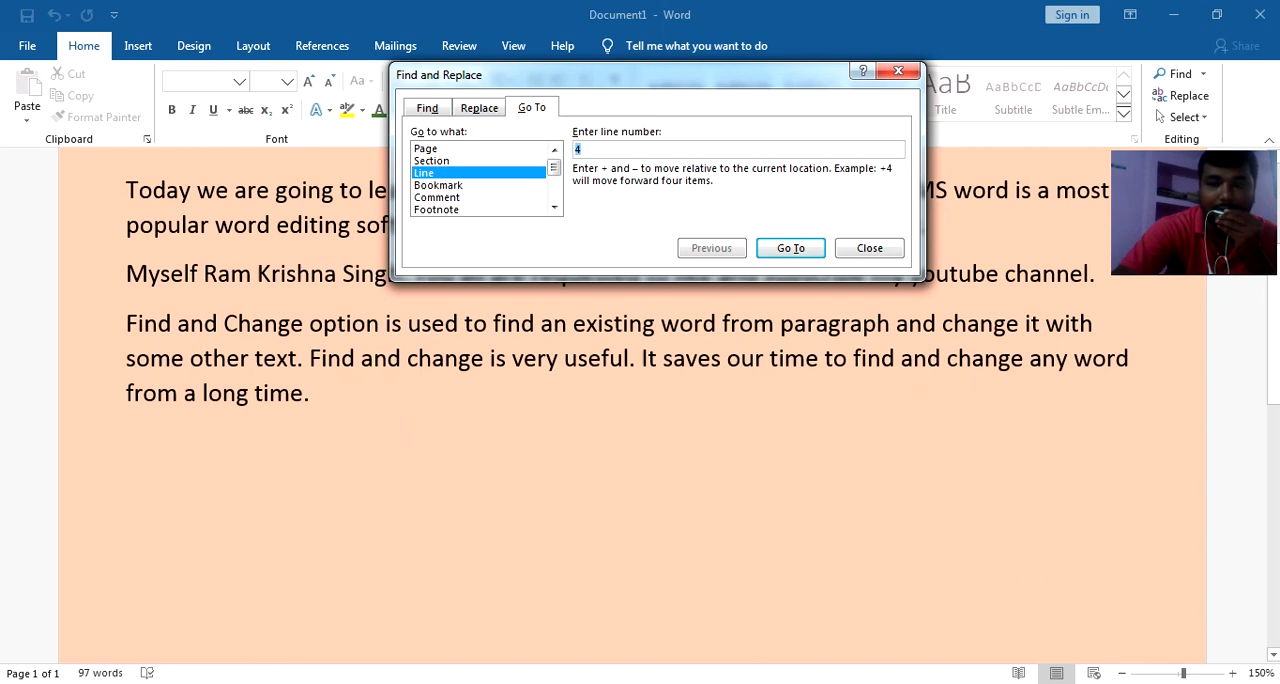 Document1 - Word
Sign in
File Home Insert Design Layout References Mailings Review View Help Tell me what you want to do Share
Cut
Copy
Format Painter
Paste
Clipboard
Font
Title
Subtitle
Subtle Em...
Find
Replace
Select
Editing
Find and Replace
Find Replace Go To
Go to what:
Page
Section
Line
Bookmark
Comment
Footnote
Enter line number:
4
Enter + and – to move relative to the current location. Example: +4
will move forward four items.
Previous Go To Close
Today we are going to MS word is a most
popular word editing
Myself Ram Krishna youtube channel.
Find and Change option is used to find an existing word from paragraph and change it with
some other text. Find and change is very useful. It saves our time to find and change any word
from a long time.
Page 1 of 1 97 words 150%